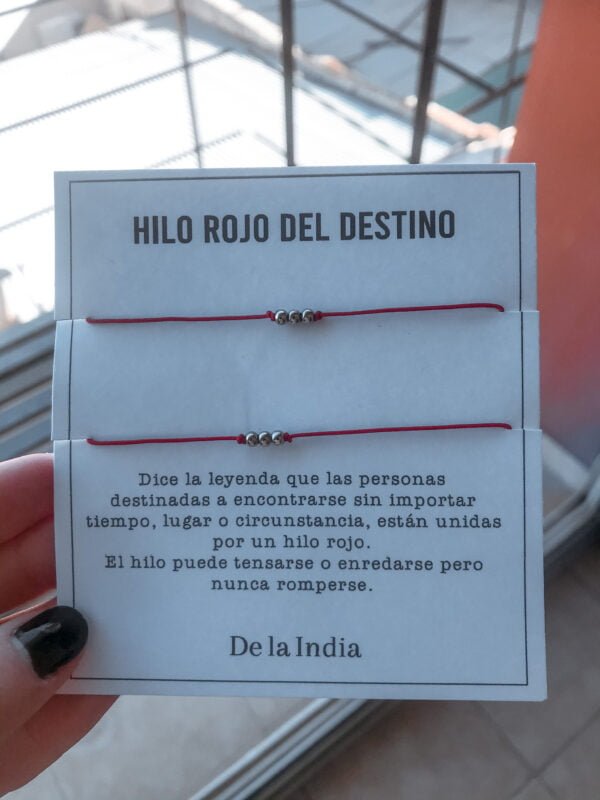 HILO ROJO DEL DESTINO
Dice la leyenda que las personas
destinadas a encontrarse sin importar
tiempo, lugar o circunstancia, están unidas
por un hilo rojo.
El hilo puede tensarse o enredarse pero
nunca romperse.
De la India